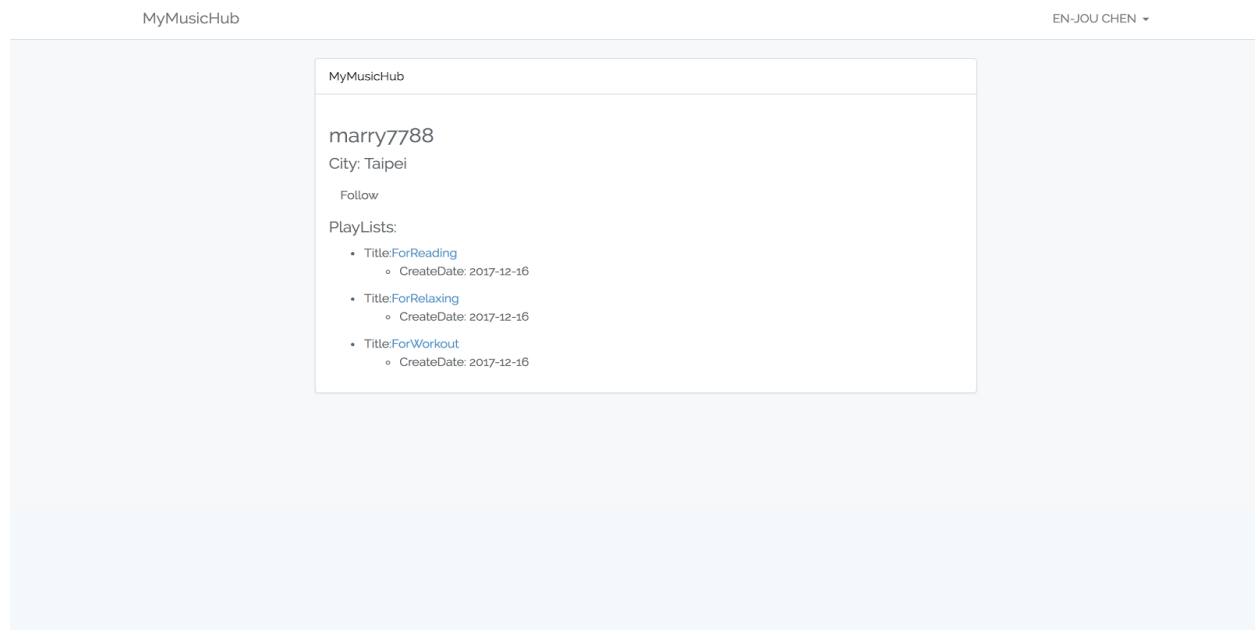 MyMusicHub
EN-JOU CHEN
MyMusicHub
marry7788
City: Taipei
Follow
PlayLists:
Title:ForReading
CreateDate: 2017-12-16
Title:ForRelaxing
CreateDate: 2017-12-16
Title:ForWorkout
CreateDate: 2017-12-16